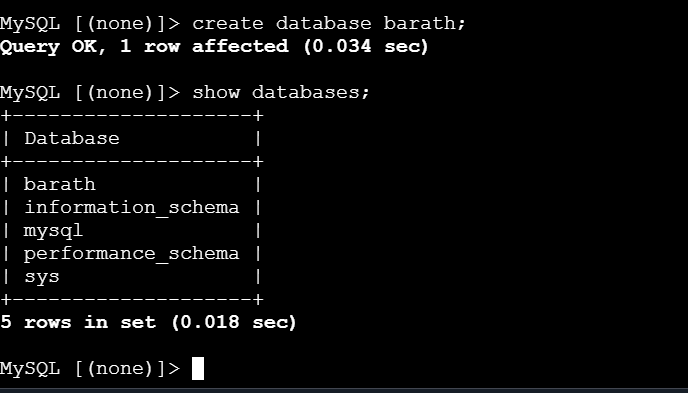 MySQL [(none)]> create database barath;
Query OK, 1 row affected (0.034 sec)
MySQL [(none)]> show databases;
+--------------------+
| Database           |
+--------------------+
| barath             |
| information_schema |
| mysql              |
| performance_schema |
| sys                |
+--------------------+
5 rows in set (0.018 sec)
MySQL [(none)]>